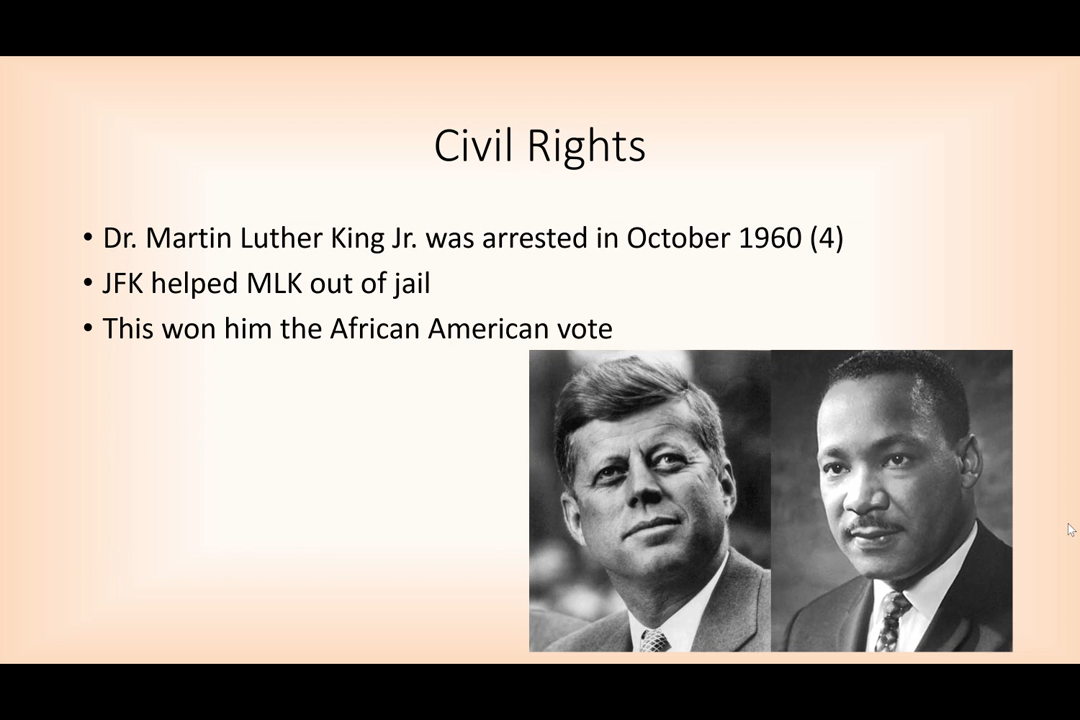 Civil Rights
• Dr. Martin Luther King Jr. was arrested in October 1960 (4)
• JFK helped MLK out of jail
• This won him the African American vote